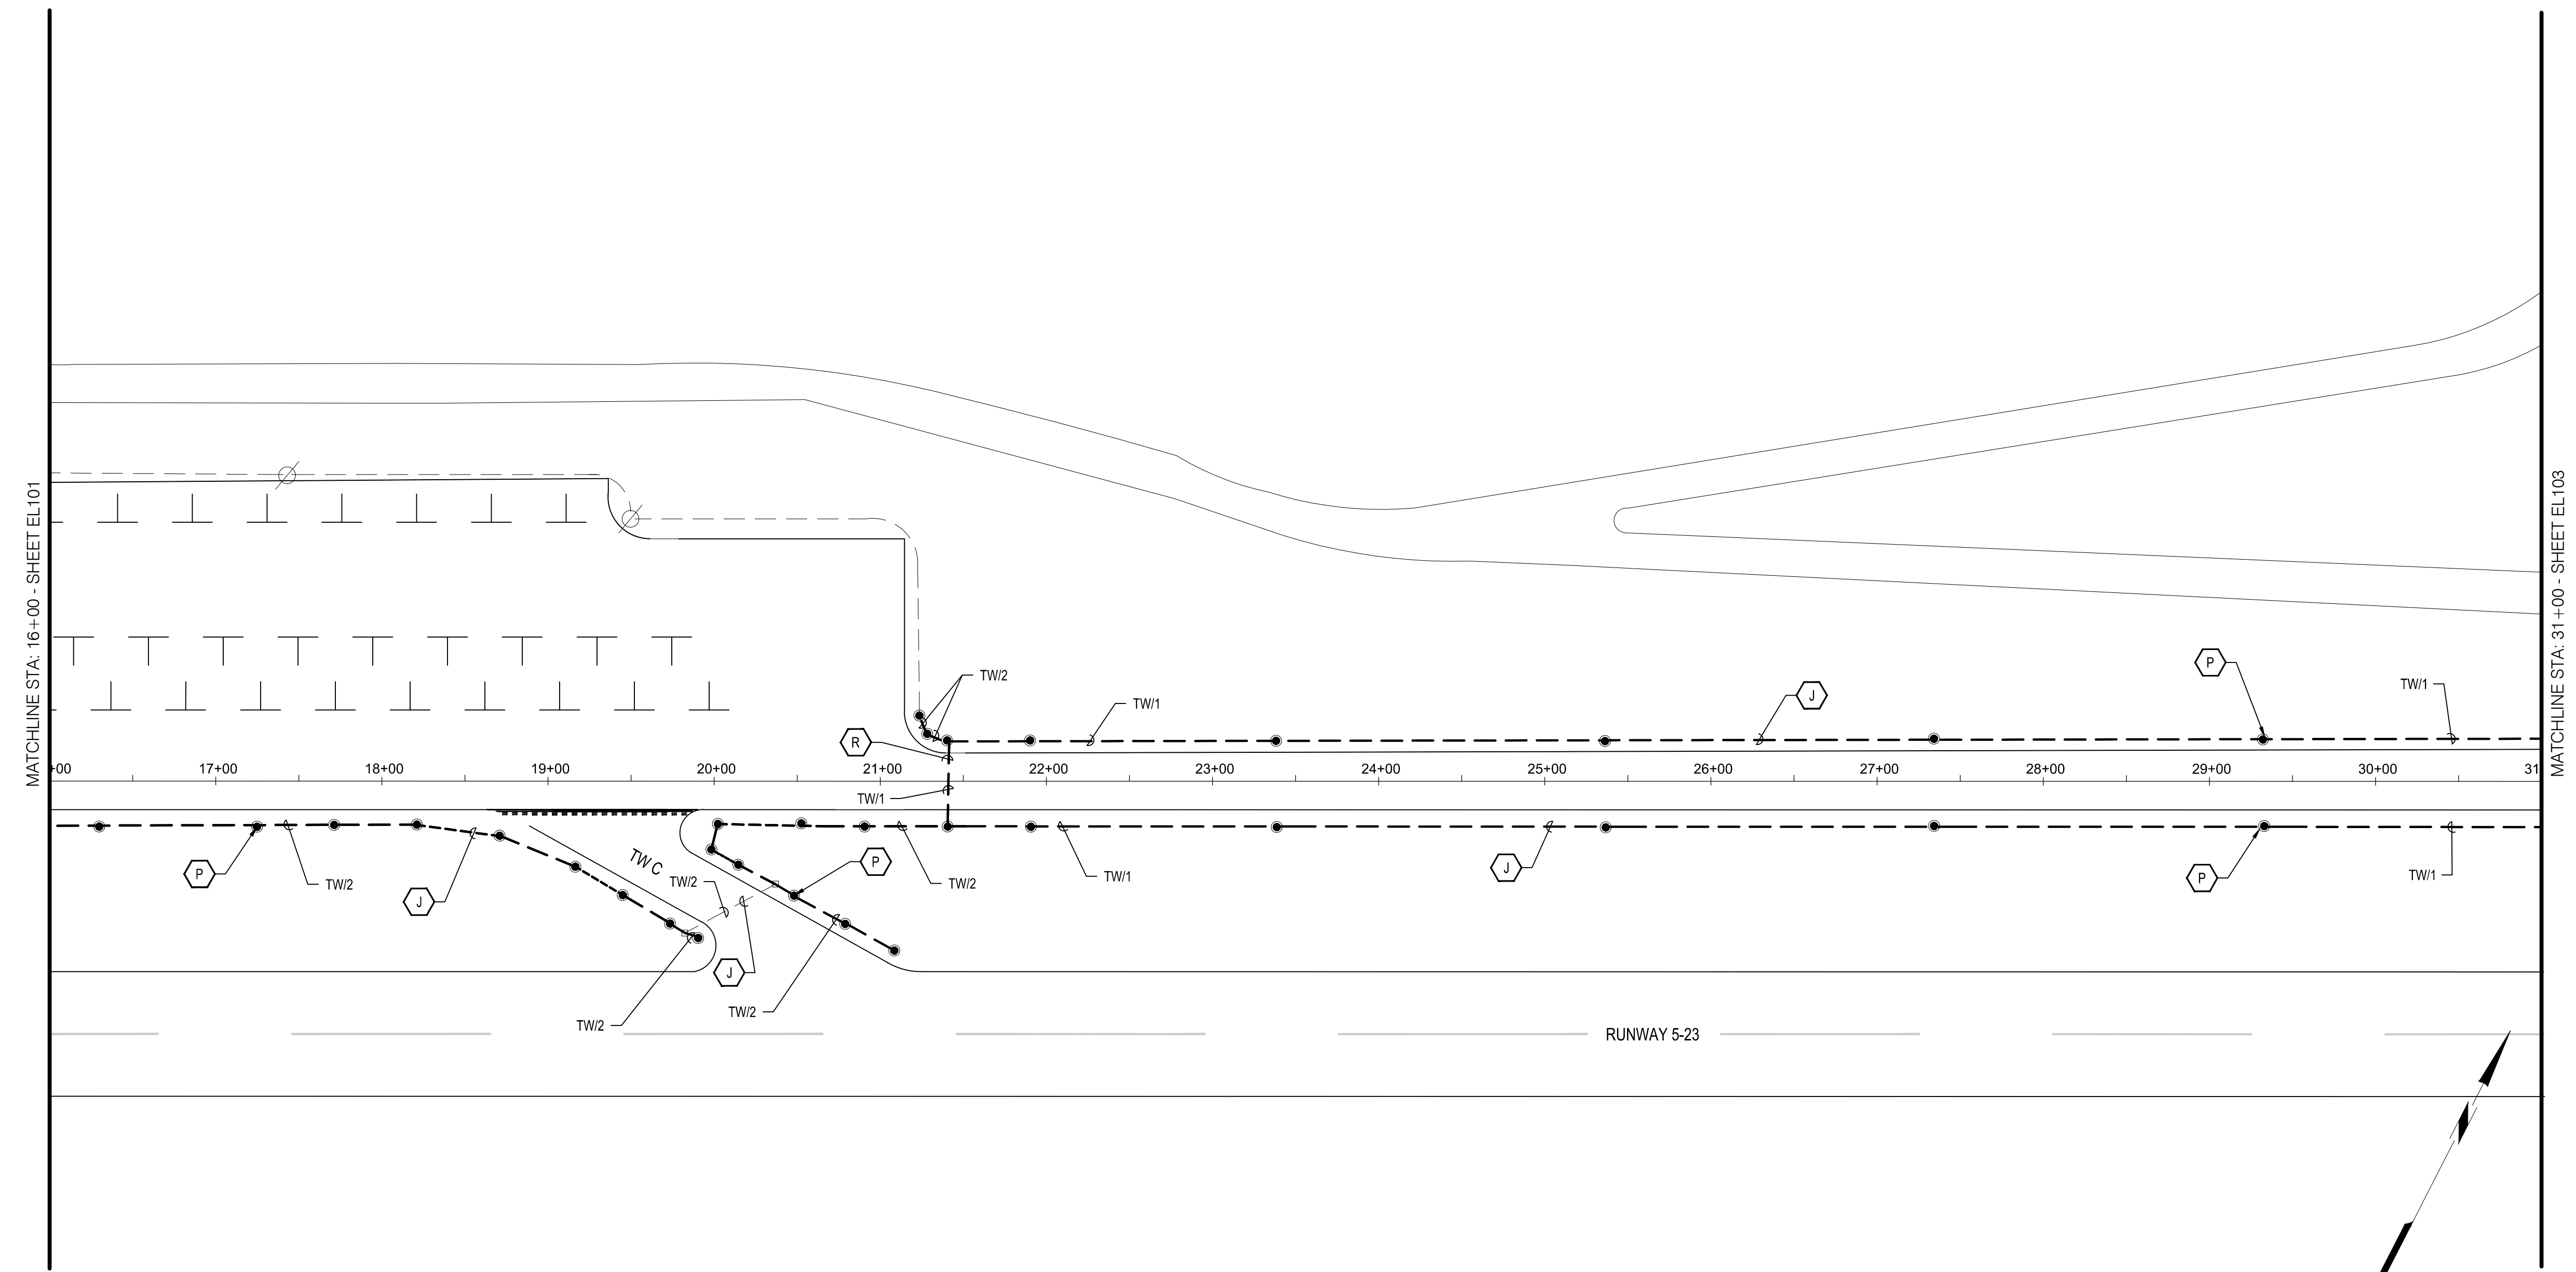 MATCHLINE STA: 16+00 - SHEET EL101
MATCHLINE STA: 31+00 - SHEET EL103
P
TW/1
TW/2
TW/1
J
R
+00 17+00 18+00 19+00 20+00 21+00 22+00 23+00 24+00 25+00 26+00 27+00 28+00 29+00 30+00 31
TW/1
TW C
P
P
TW/2
TW/2
TW/2
TW/1
J
P
TW/1
J
J
TW/2
TW/2
RUNWAY 5-23